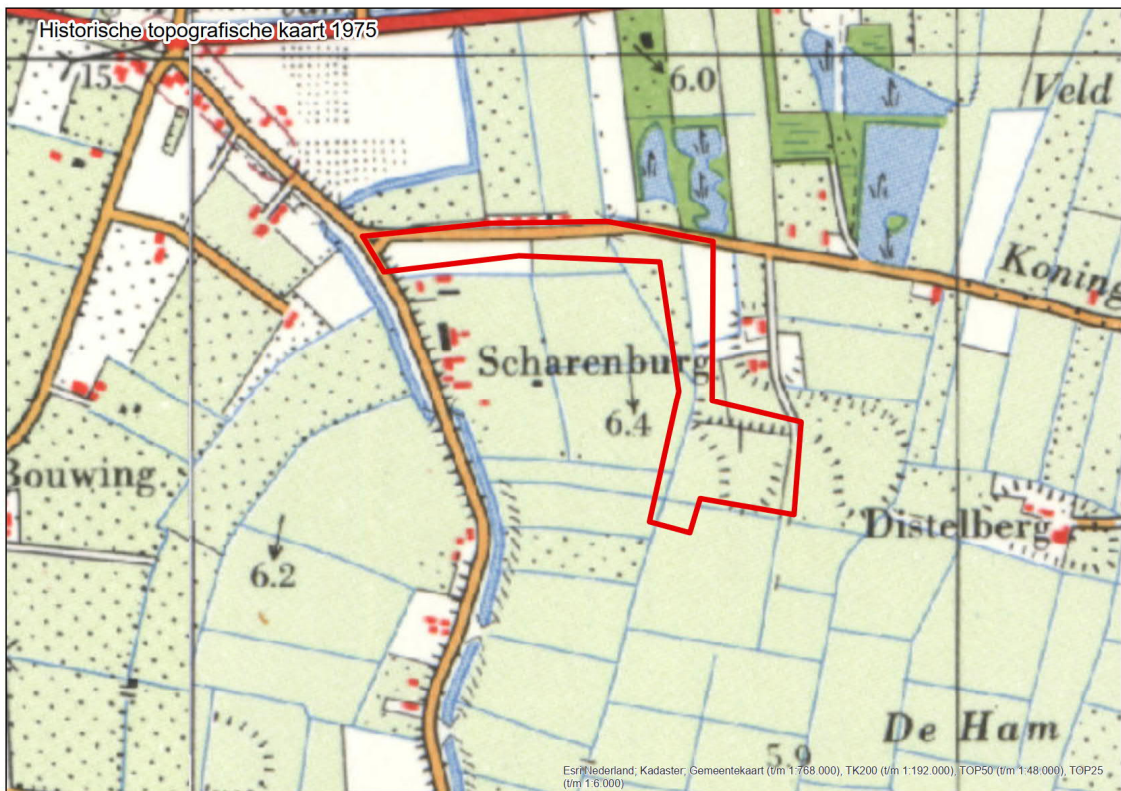 Historische topografische kaart 1975
15.
6.0
Veld
Koning
Scharenburg
6.4
Bouwing
Distelberg
6.2
De Ham
5.9
Esri Nederland; Kadaster; Gemeentekaart (t/m 1:768.000), TK200 (t/m 1:192.000), TOP50 (t/m 1:48.000), TOP25
(t/m 1:6.000)